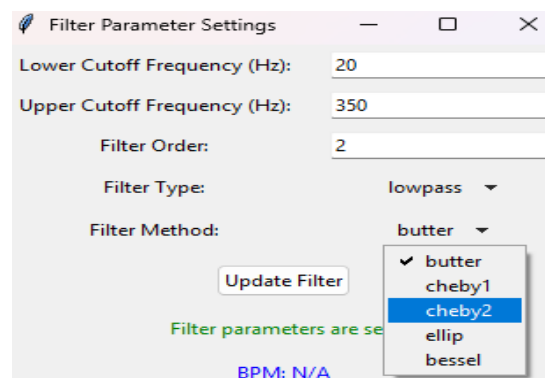 Filter Parameter Settings
Lower Cutoff Frequency (Hz): 20
Upper Cutoff Frequency (Hz): 350
Filter Order: 2
Filter Type: lowpass
Filter Method: butter
butter
cheby1
Update Filter
cheby2
Filter parameters are se
ellip
bessel
BPM: N/A